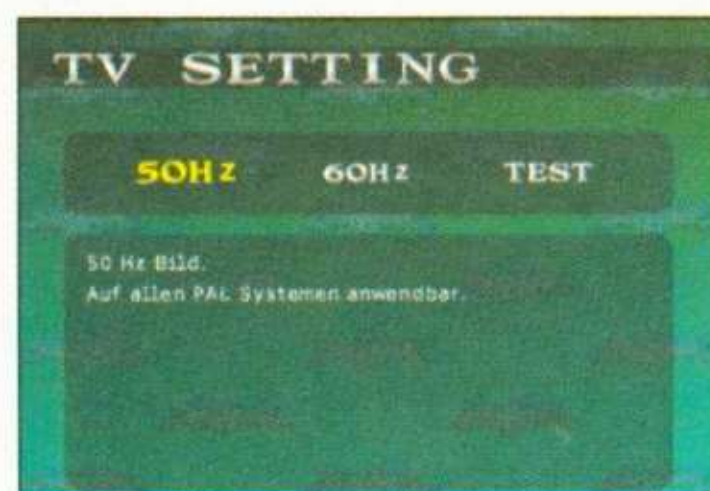 TV SETTING
50Hz 60Hz TEST
50 Hz Bild.
Auf allen PAL Systemen anwendbar.